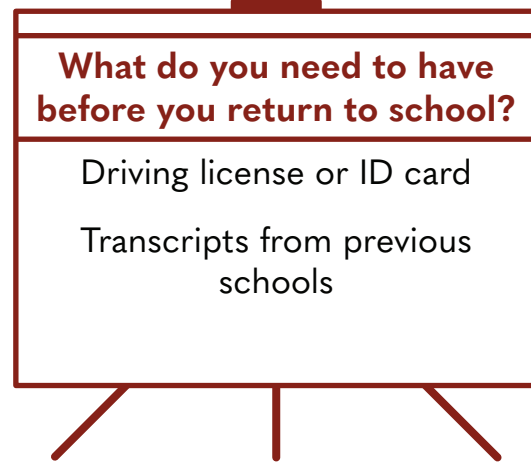 What do you need to have
before you return to school?
Driving license or ID card
Transcripts from previous
schools